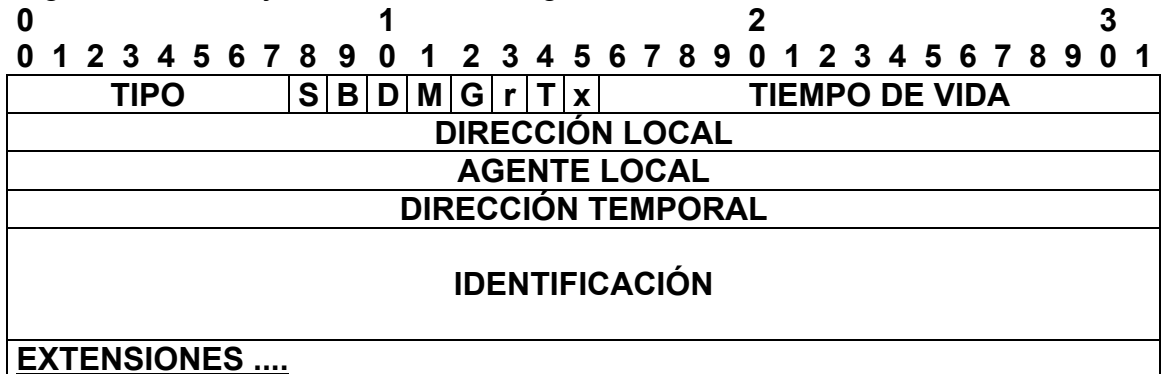 0 1 2 3
0 1 2 3 4 5 6 7 8 9 0 1 2 3 4 5 6 7 8 9 0 1 2 3 4 5 6 7 8 9 0 1
TIPO S B D M G r T x TIEMPO DE VIDA
DIRECCIÓN LOCAL
AGENTE LOCAL
DIRECCIÓN TEMPORAL
IDENTIFICACIÓN
EXTENSIONES ....